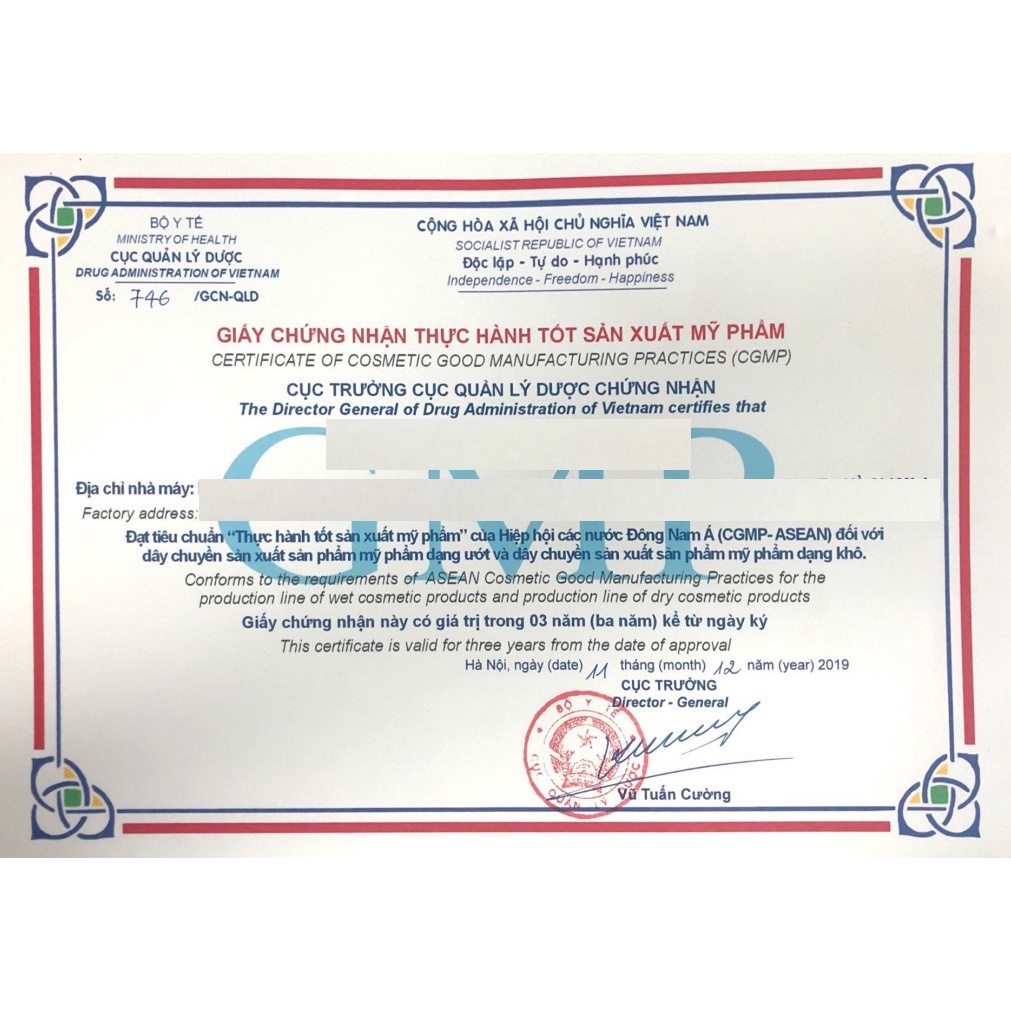 BỘ Y TẾ
MINISTRY OF HEALTH
CỤC QUẢN LÝ DƯỢC
DRUG ADMINISTRATION OF VIETNAM
Số: 746 /GCN-QLD
CỘNG HÒA XÃ HỘI CHỦ NGHĨA VIỆT NAM
SOCIALIST REPUBLIC OF VIETNAM
Độc lập - Tự do - Hạnh phúc
Independence - Freedom - Happiness
GIẤY CHỨNG NHẬN THỰC HÀNH TỐT SẢN XUẤT MỸ PHẨM
CERTIFICATE OF COSMETIC GOOD MANUFACTURING PRACTICES (CGMP)
CỤC TRƯỞNG CỤC QUẢN LÝ DƯỢC CHỨNG NHẬN
The Director General of Drug Administration of Vietnam certifies that
GMP
Địa chỉ nhà máy:
Factory address:
Đạt tiêu chuẩn “Thực hành tốt sản xuất mỹ phẩm” của Hiệp hội các nước Đông Nam Á (CGMP- ASEAN) đối với
dây chuyền sản xuất sản phẩm mỹ phẩm dạng ướt và dây chuyền sản xuất sản phẩm mỹ phẩm dạng khô.
Conforms to the requirements of ASEAN Cosmetic Good Manufacturing Practices for the
production line of wet cosmetic products and production line of dry cosmetic products
Giấy chứng nhận này có giá trị trong 03 năm (ba năm) kể từ ngày ký
This certificate is valid for three years from the date of approval
Hà Nội, ngày (date) 11 tháng (month) 12 năm (year) 2019
CỤC TRƯỞNG
Director - General
BỘ Y TẾ
CỤC QUẢN LÝ DƯỢC
Vũ Tuấn Cường